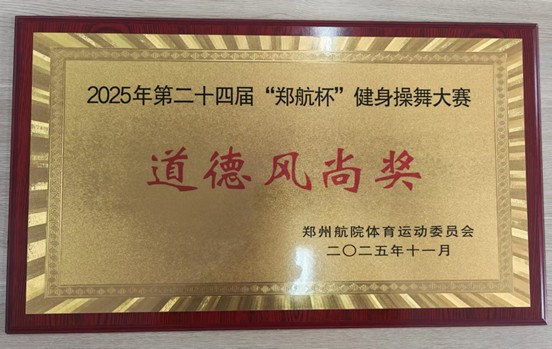 2025年第二十四届“郑航杯”健身操舞大赛
道德风尚奖
郑州航院体育运动委员会
二〇二五年十一月